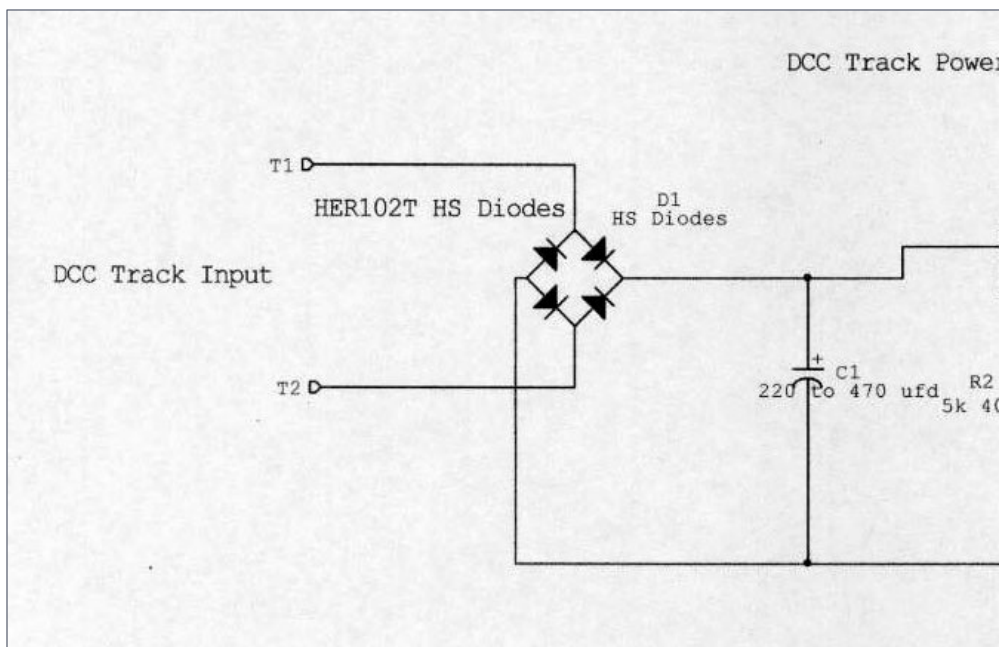 DCC Track Power
T1
HER102T HS Diodes
D1
HS Diodes
DCC Track Input
T2
+
C1
220 to 470 ufd
R2
5k 40